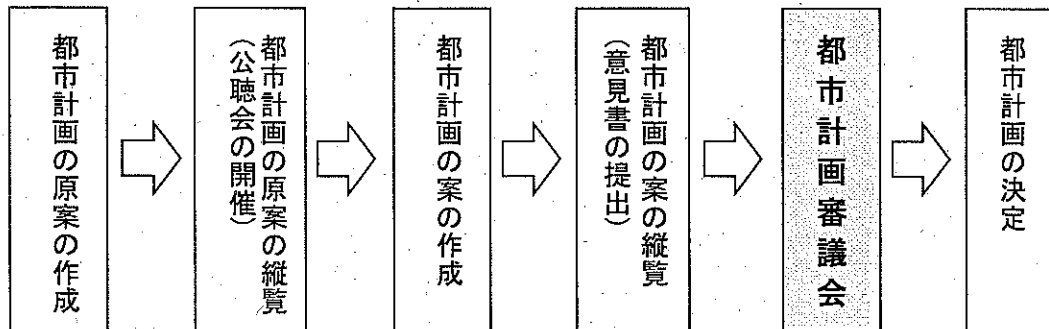 都市計画の原案の作成
都市計画の原案の縦覧
（公聴会の開催）
都市計画の案の作成
都市計画の案の縦覧
（意見書の提出）
都市計画審議会
都市計画の決定